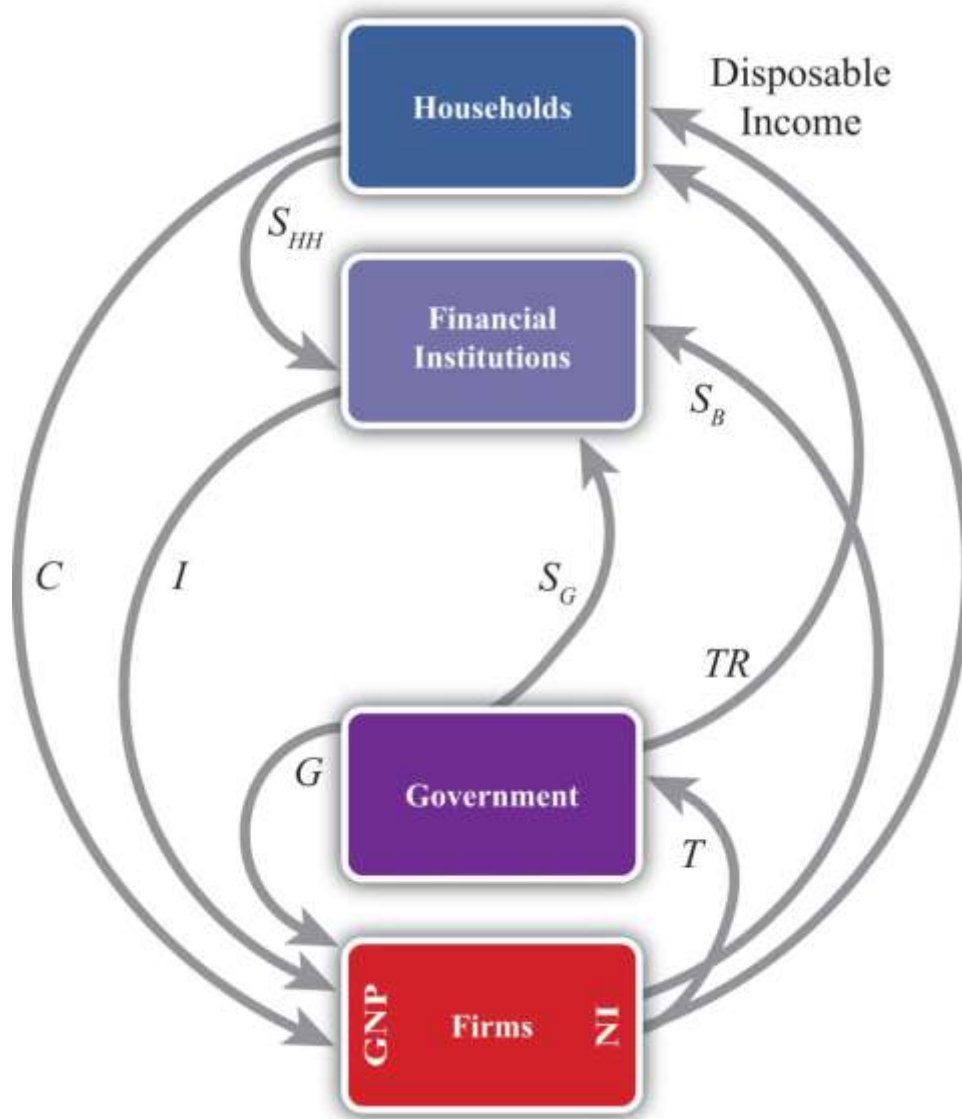 Households
Disposable
Income
S_HH
Financial
Institutions
S_B
C
I
S_G
TR
G
Government
T
GNP
Firms
NI